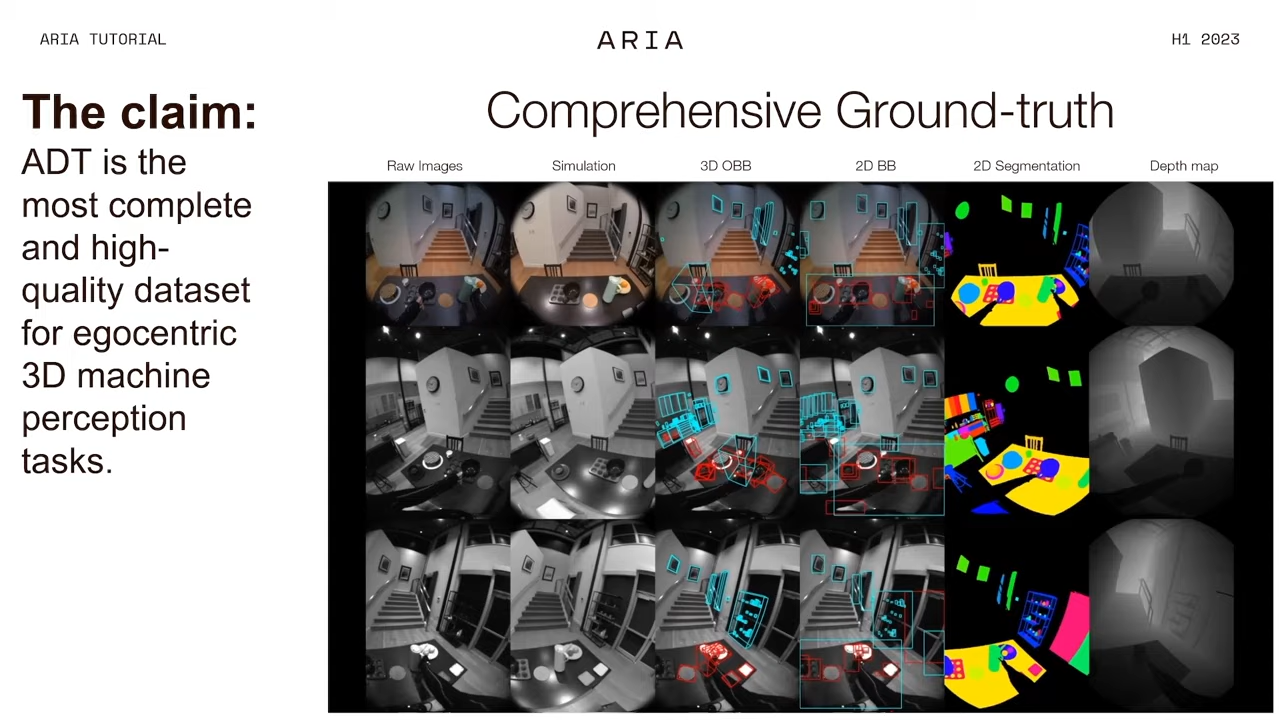 ARIA TUTORIAL
ARIA
H1 2023
The claim:
ADT is the
most complete
and high-
quality dataset
for egocentric
3D machine
perception
tasks.
Comprehensive Ground-truth
Raw Images
Simulation
3D OBB
2D BB
2D Segmentation
Depth map